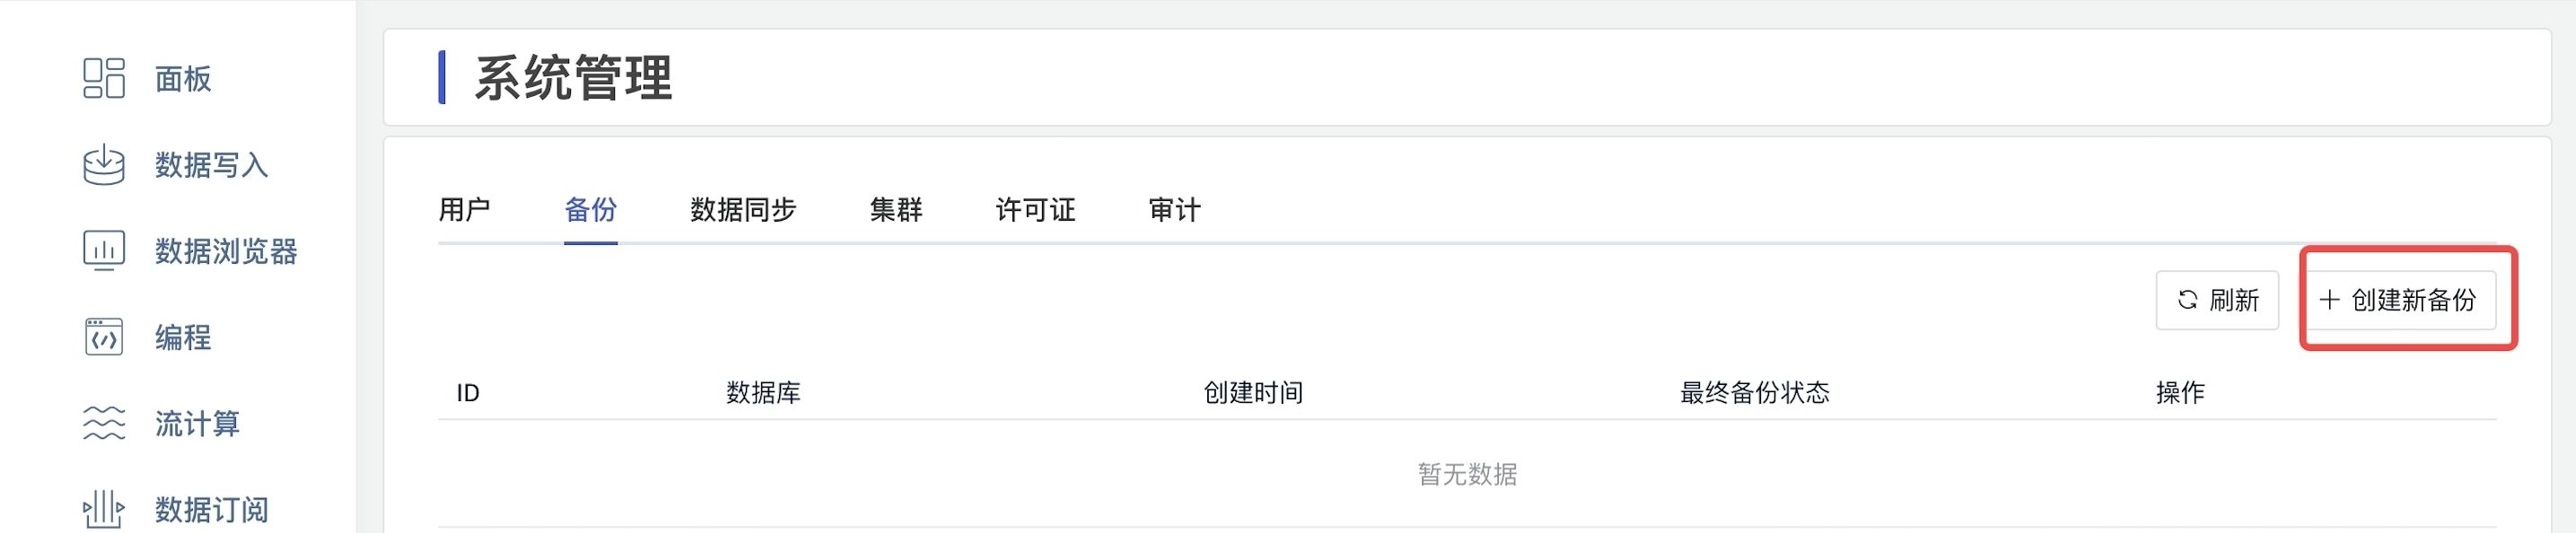 面板
数据写入
数据浏览器
编程
流计算
数据订阅
系统管理
用户 备份 数据同步 集群 许可证 审计
刷新 创建新备份
ID 数据库 创建时间 最终备份状态 操作
暂无数据